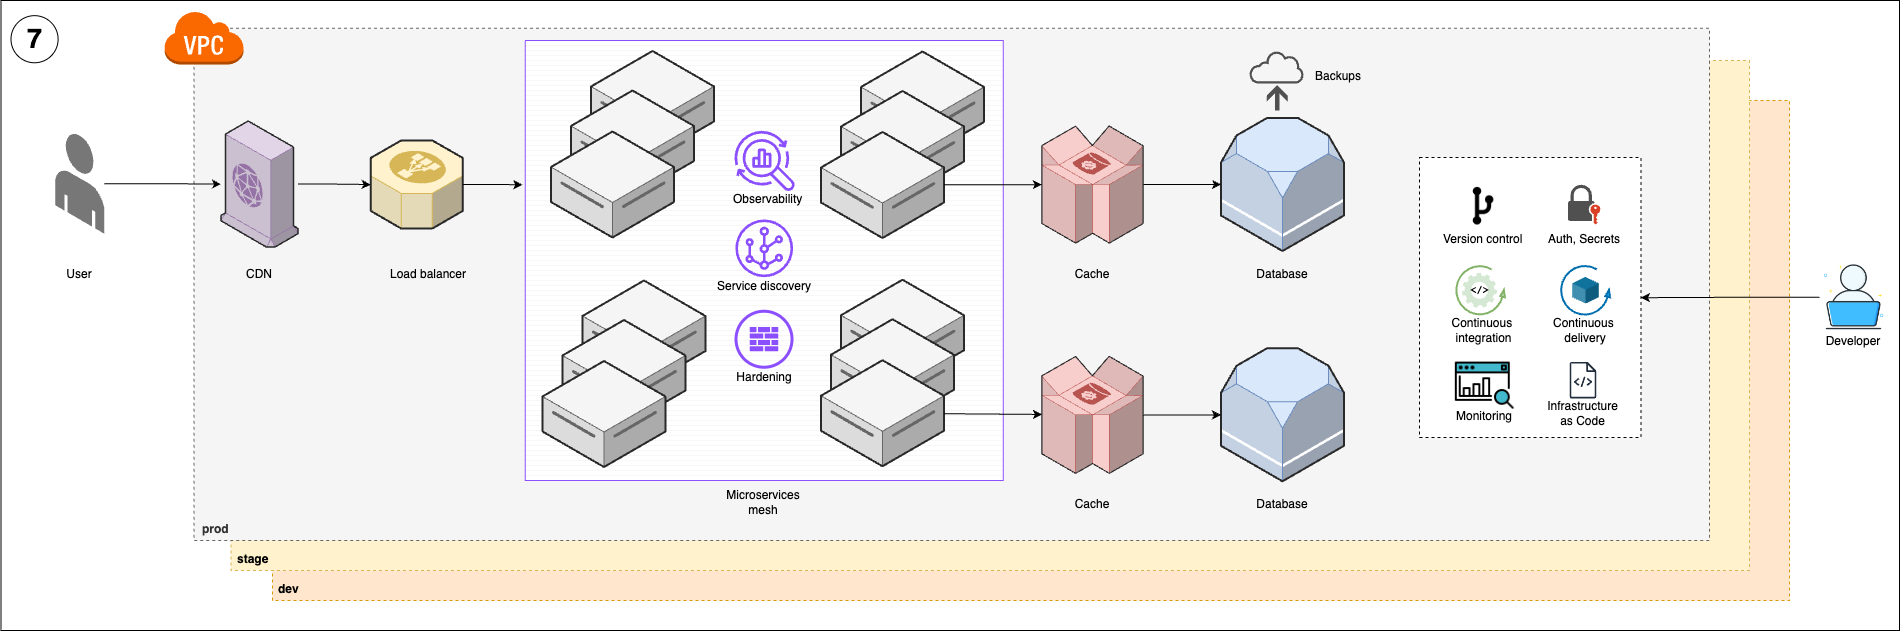 7
VPC
Backups
Observability
Version control
Auth, Secrets
User
CDN
Load balancer
Service discovery
Cache
Database
Continuous
integration
Continuous
delivery
Developer
Hardening
Monitoring
Infrastructure
as Code
Microservices
mesh
Cache
Database
prod
stage
dev